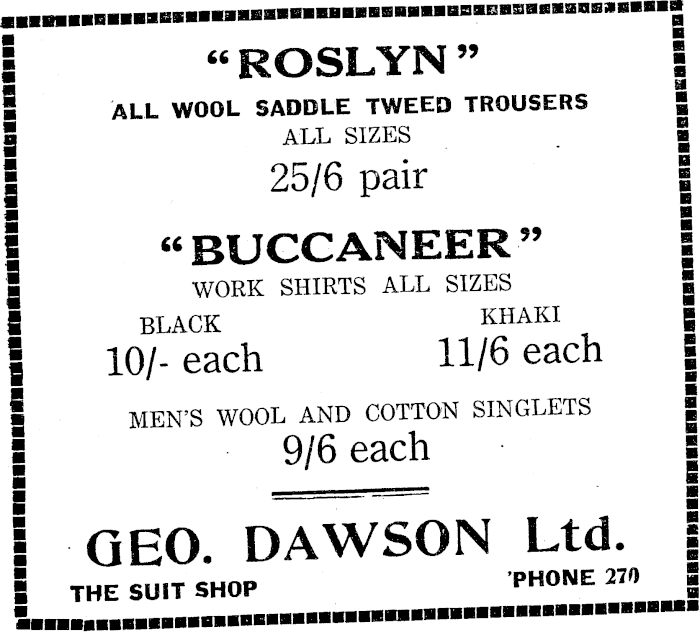 “ROSLYN”
ALL WOOL SADDLE TWEED TROUSERS
ALL SIZES
25/6 pair
“BUCCANEER”
WORK SHIRTS ALL SIZES
BLACK
10/- each
KHAKI
11/6 each
MEN'S WOOL AND COTTON SINGLETS
9/6 each
GEO. DAWSON Ltd.
THE SUIT SHOP
'PHONE 270